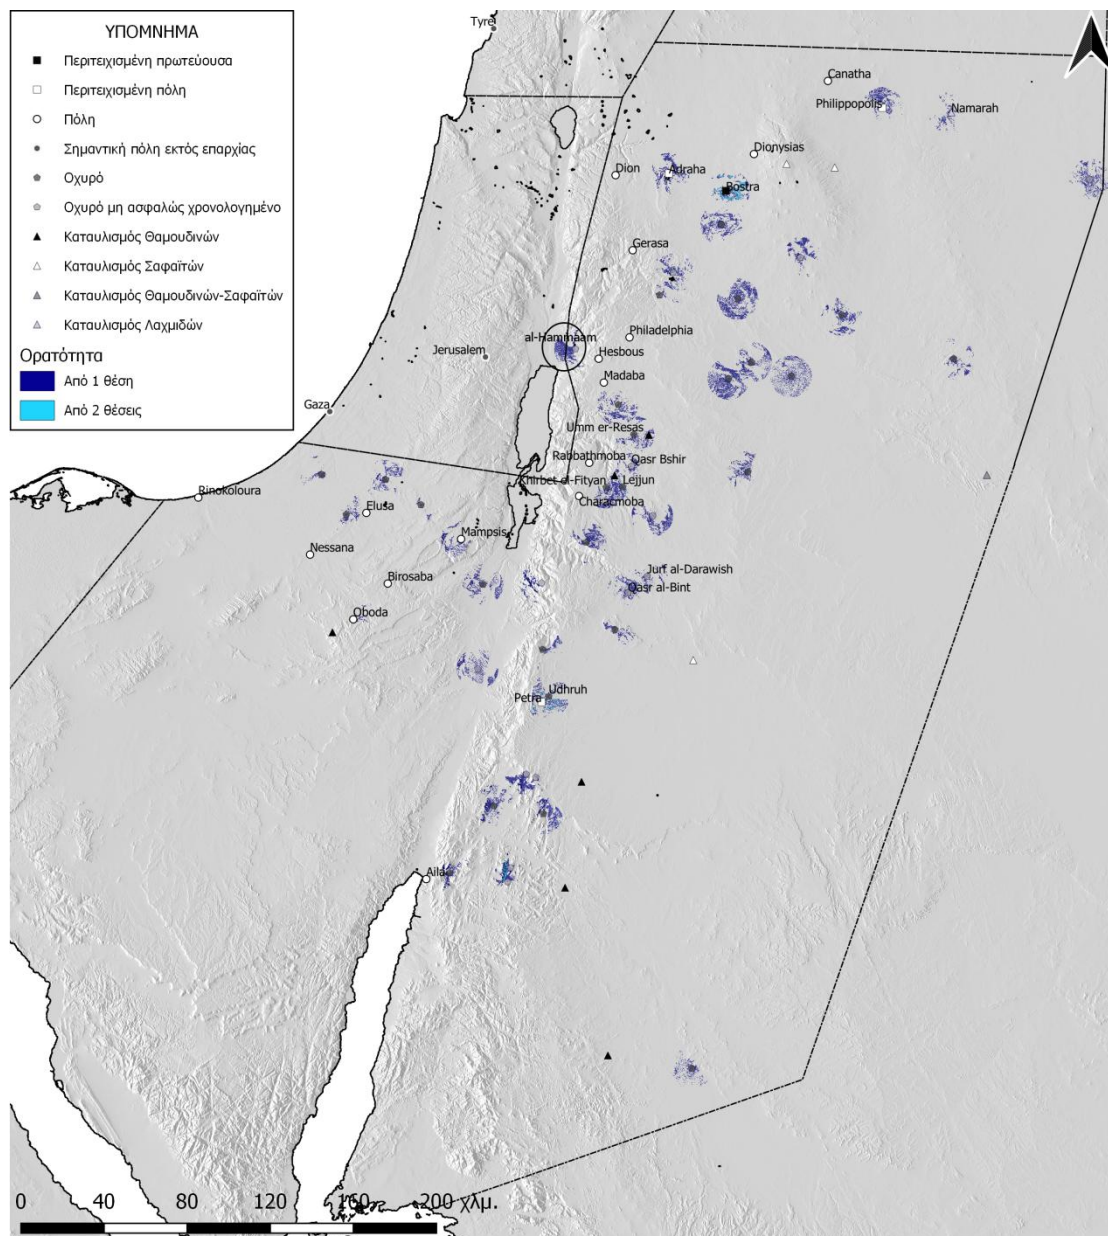 ΥΠΟΜΝΗΜΑ
Περιτειχισμένη πρωτεύουσα
Περιτειχισμένη πόλη
Πόλη
Σημαντική πόλη εκτός επαρχίας
Οχυρό
Οχυρό μη ασφαλώς χρονολογημένο
Καταυλισμός Θαμουδινών
Καταυλισμός Σαφαϊτών
Καταυλισμός Θαμουδινών-Σαφαϊτών
Καταυλισμός Λαχμιδών
Ορατότητα
Από 1 θέση
Από 2 θέσεις
Tyre
Canatha
Philippopolis
Namarah
Dionysias
Dion
Adraha
Bostra
Gerasa
al-Hammaam
Philadelphia
Jerusalem
Hesbous
Madaba
Gaza
Umm er-Resas
Rabbathmoba
Qasr Bshir
Khirbet el-Fityan
Lejjun
Rinokoloura
Characmoba
Elusa
Mampsis
Nessana
Jurf al-Darawish
Birosaba
Qasr al-Bint
Oboda
Udhruh
Petra
Aila
0 40 80 120 160 200 χλμ.